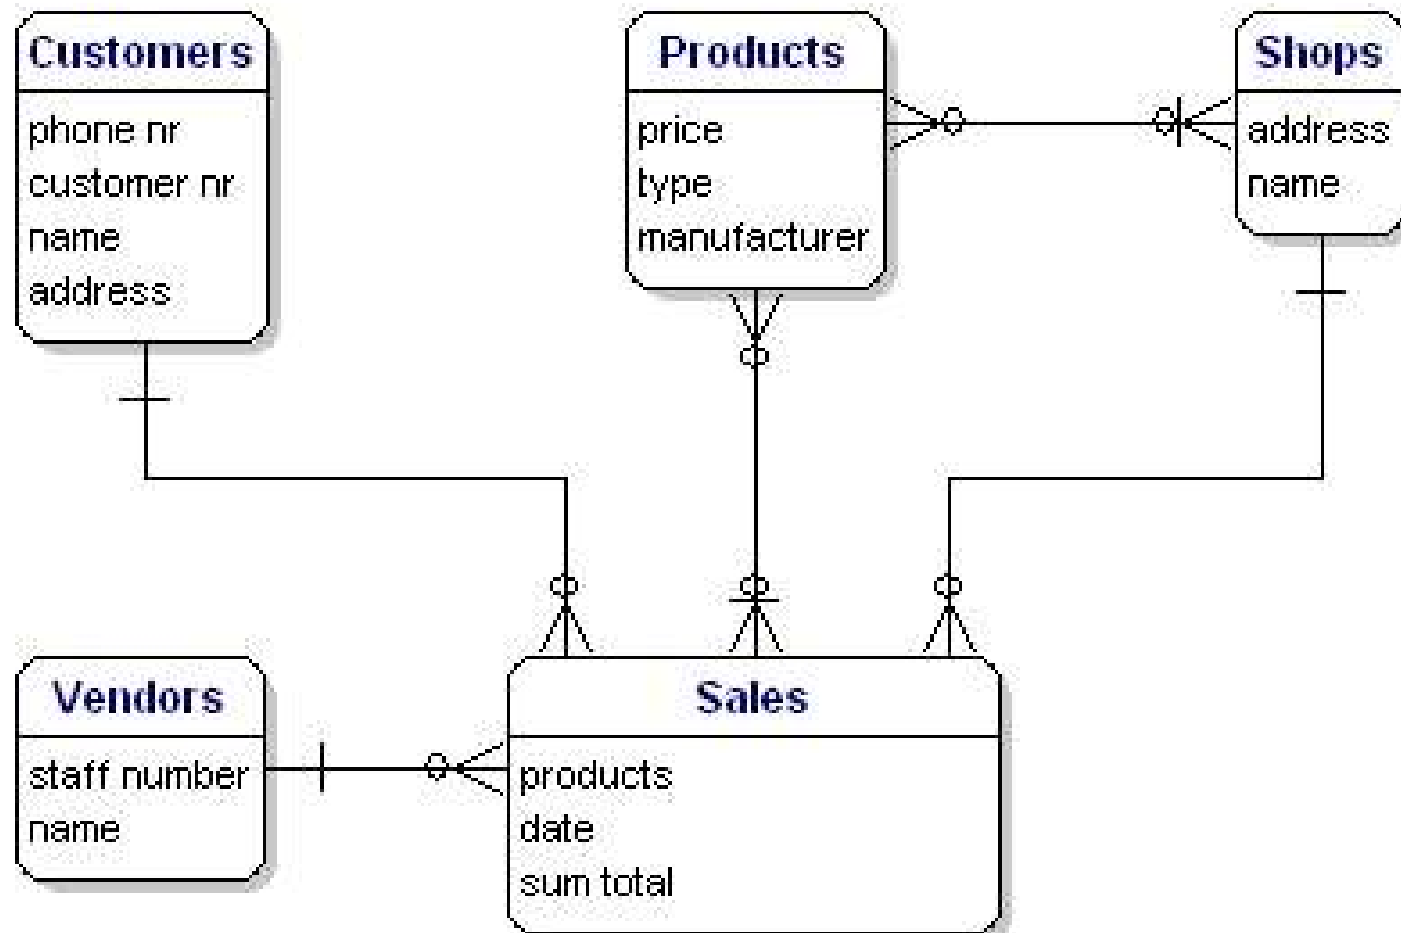 Customers
phone nr
customer nr
name
address
Products
price
type
manufacturer
Shops
address
name
Vendors
staff number
name
Sales
products
date
sum total